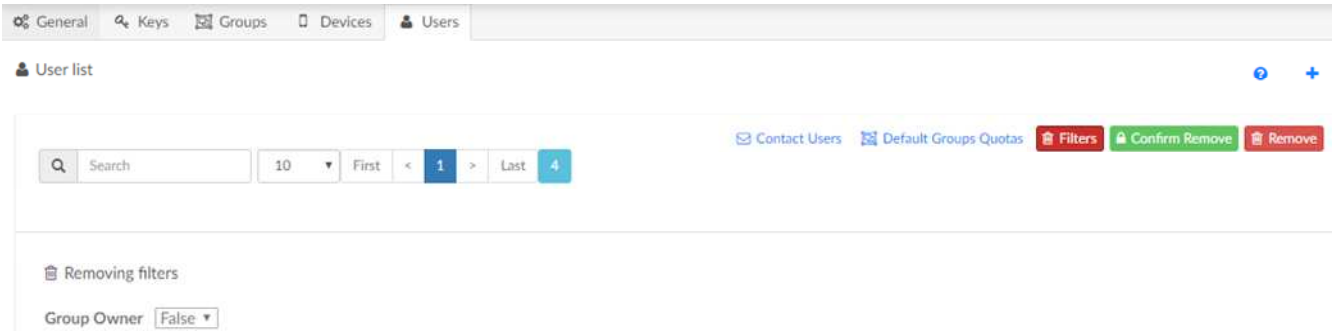 General Keys Groups Devices Users
User list
Contact Users Default Groups Quotas Filters Confirm Remove Remove
Search 10 First < 1 > Last 4
Removing filters
Group Owner False